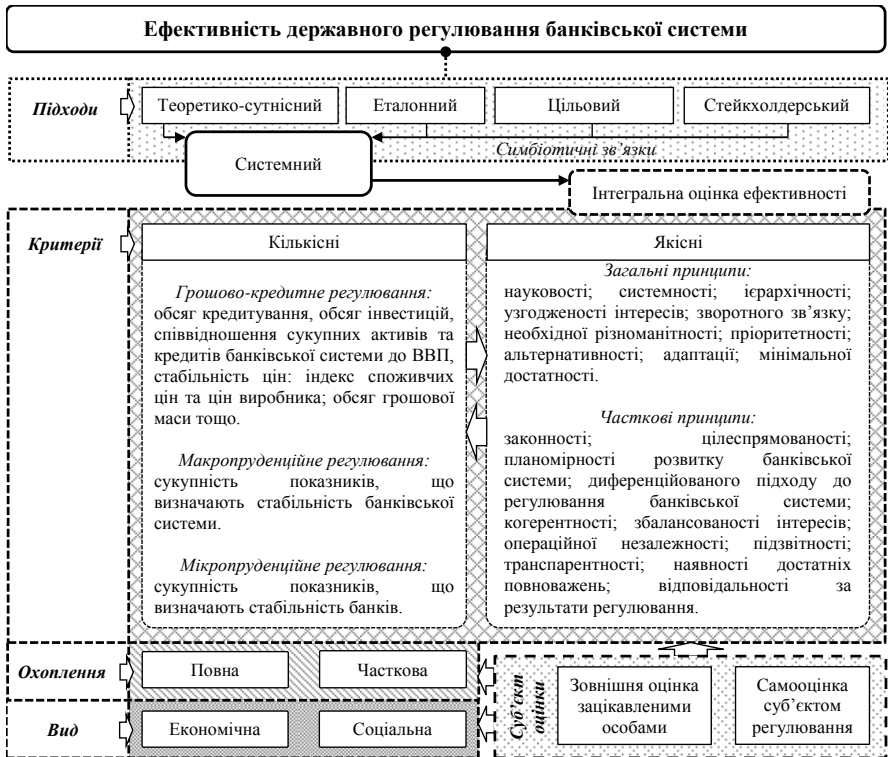 Ефективність державного регулювання банківської системи
Підходи
Теоретико-сутнісний
Еталонний
Цільовий
Стейкхолдерський
Симбіотичні зв’язки
Системний
Інтегральна оцінка ефективності
Критерії
Кількісні
Грошово-кредитне регулювання:
обсяг кредитування, обсяг інвестицій,
співвідношення сукупних активів та
кредитів банківської системи до ВВП,
стабільність цін: індекс споживчих
цін та цін виробника; обсяг грошової
маси тощо.
Макропруденційне регулювання:
сукупність показників, що
визначають стабільність банківської
системи.
Мікропруденційне регулювання:
сукупність показників, що
визначають стабільність банків.
Якісні
Загальні принципи:
науковості; системності; ієрархічності;
узгодженості інтересів; зворотного зв’язку;
необхідної різноманітності; пріоритетності;
альтернативності; адаптації; мінімальної
достатності.
Часткові принципи:
законності; цілеспрямованості;
планомірності розвитку банківської
системи; диференційованого підходу до
регулювання банківської системи;
когерентності; збалансованості інтересів;
операційної незалежності; підзвітності;
транспарентності; наявності достатніх
повноважень; відповідальності за
результати регулювання.
Охоплення
Повна
Часткова
Вид
Економічна
Соціальна
Суб’єкт
оцінки
Зовнішня оцінка
зацікавленими
особами
Самооцінка
суб’єктом
регулювання